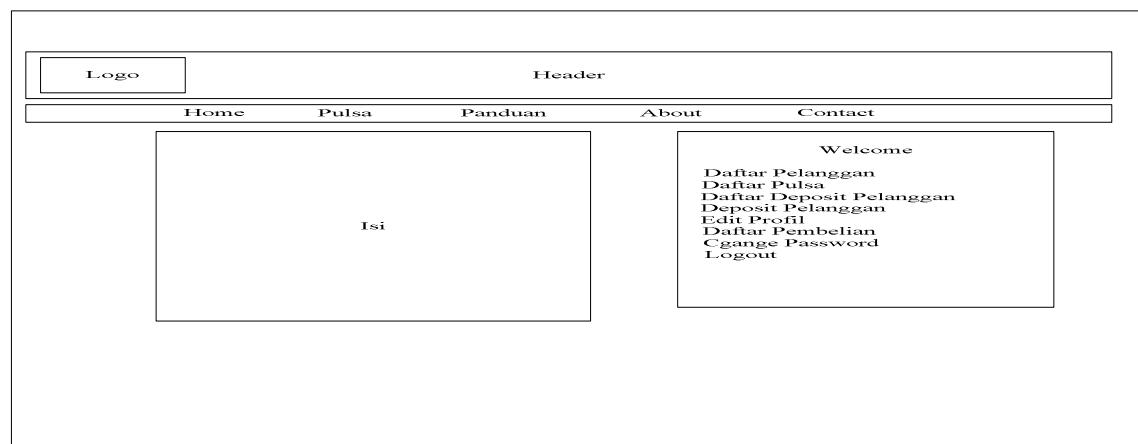 Logo
Header
Home Pulsa Panduan About Contact
Isi
Welcome
Daftar Pelanggan
Daftar Pulsa
Daftar Deposit Pelanggan
Deposit Pelanggan
Edit Profil
Daftar Pembelian
Cgange Password
Logout